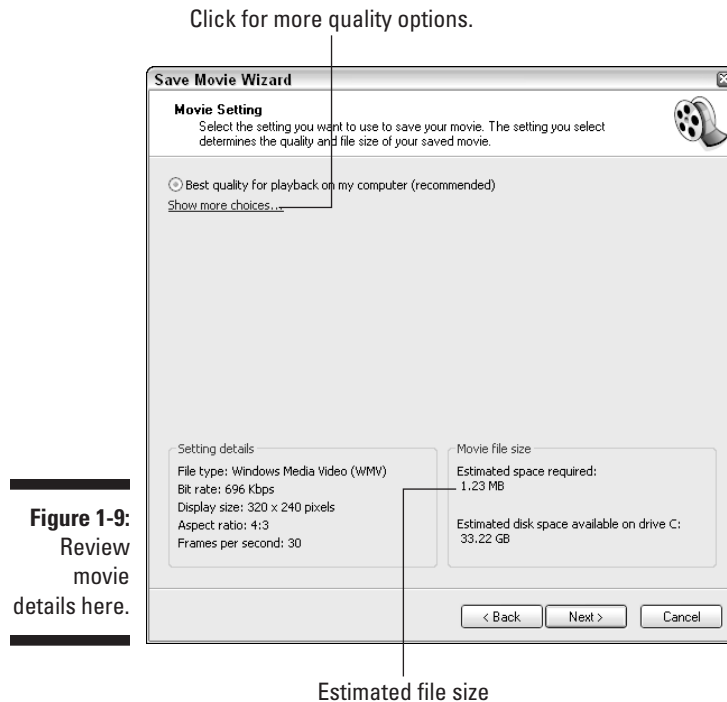 Click for more quality options.
Save Movie Wizard
Movie Setting
Select the setting you want to use to save your movie. The setting you select
determines the quality and file size of your saved movie.
Best quality for playback on my computer (recommended)
Show more choices...
Setting details
File type: Windows Media Video (WMV)
Bit rate: 696 Kbps
Display size: 320 x 240 pixels
Aspect ratio: 4:3
Frames per second: 30
Movie file size
Estimated space required:
1.23 MB
Estimated disk space available on drive C:
33.22 GB
Figure 1-9:
Review
movie
details here.
< Back
Next >
Cancel
Estimated file size